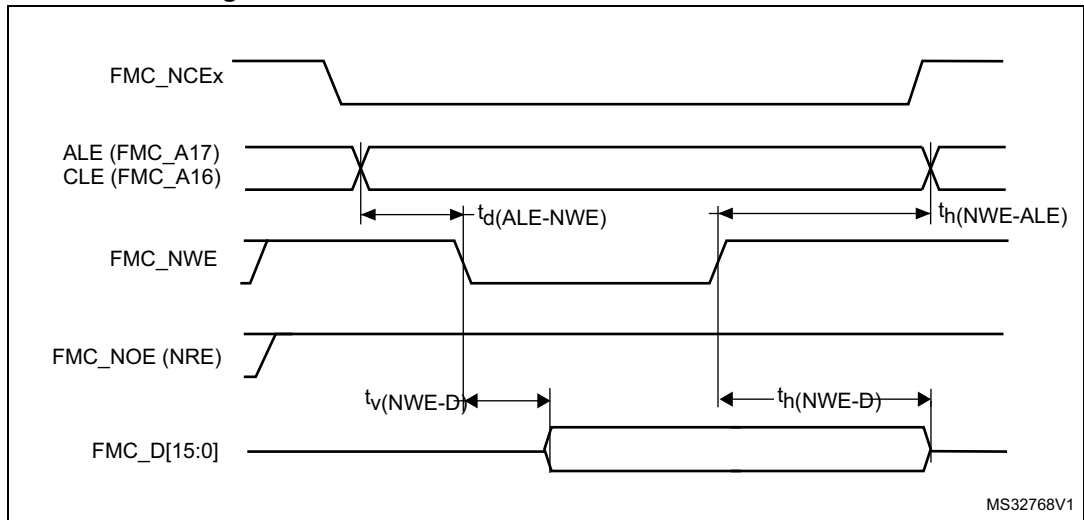 FMC_NCEx
ALE (FMC_A17)
CLE (FMC_A16)
td(ALE-NWE)
th(NWE-ALE)
FMC_NWE
FMC_NOE (NRE)
tv(NWE-D)
th(NWE-D)
FMC_D[15:0]
MS32768V1